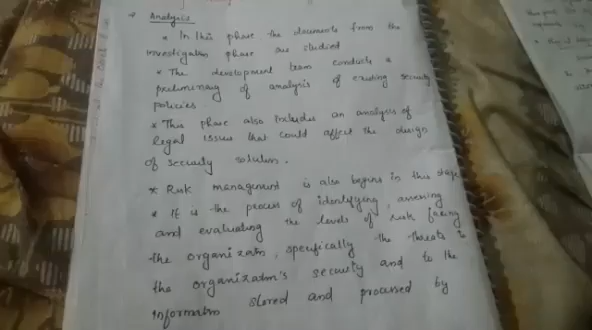 → Analysis
* In this phase the documents from the
investigation phase are studied
* The development team conducts a
preliminary of analysis of existing security
policies.
* This phase also includes an analysis of
legal issues that could affect the design
of security solution.
* Risk management is also begins in this stage
* It is the process of identifying, assessing
and evaluating the levels of risk facing
the organization, specifically the threats to
the organization's security and to the
information stored and processed by